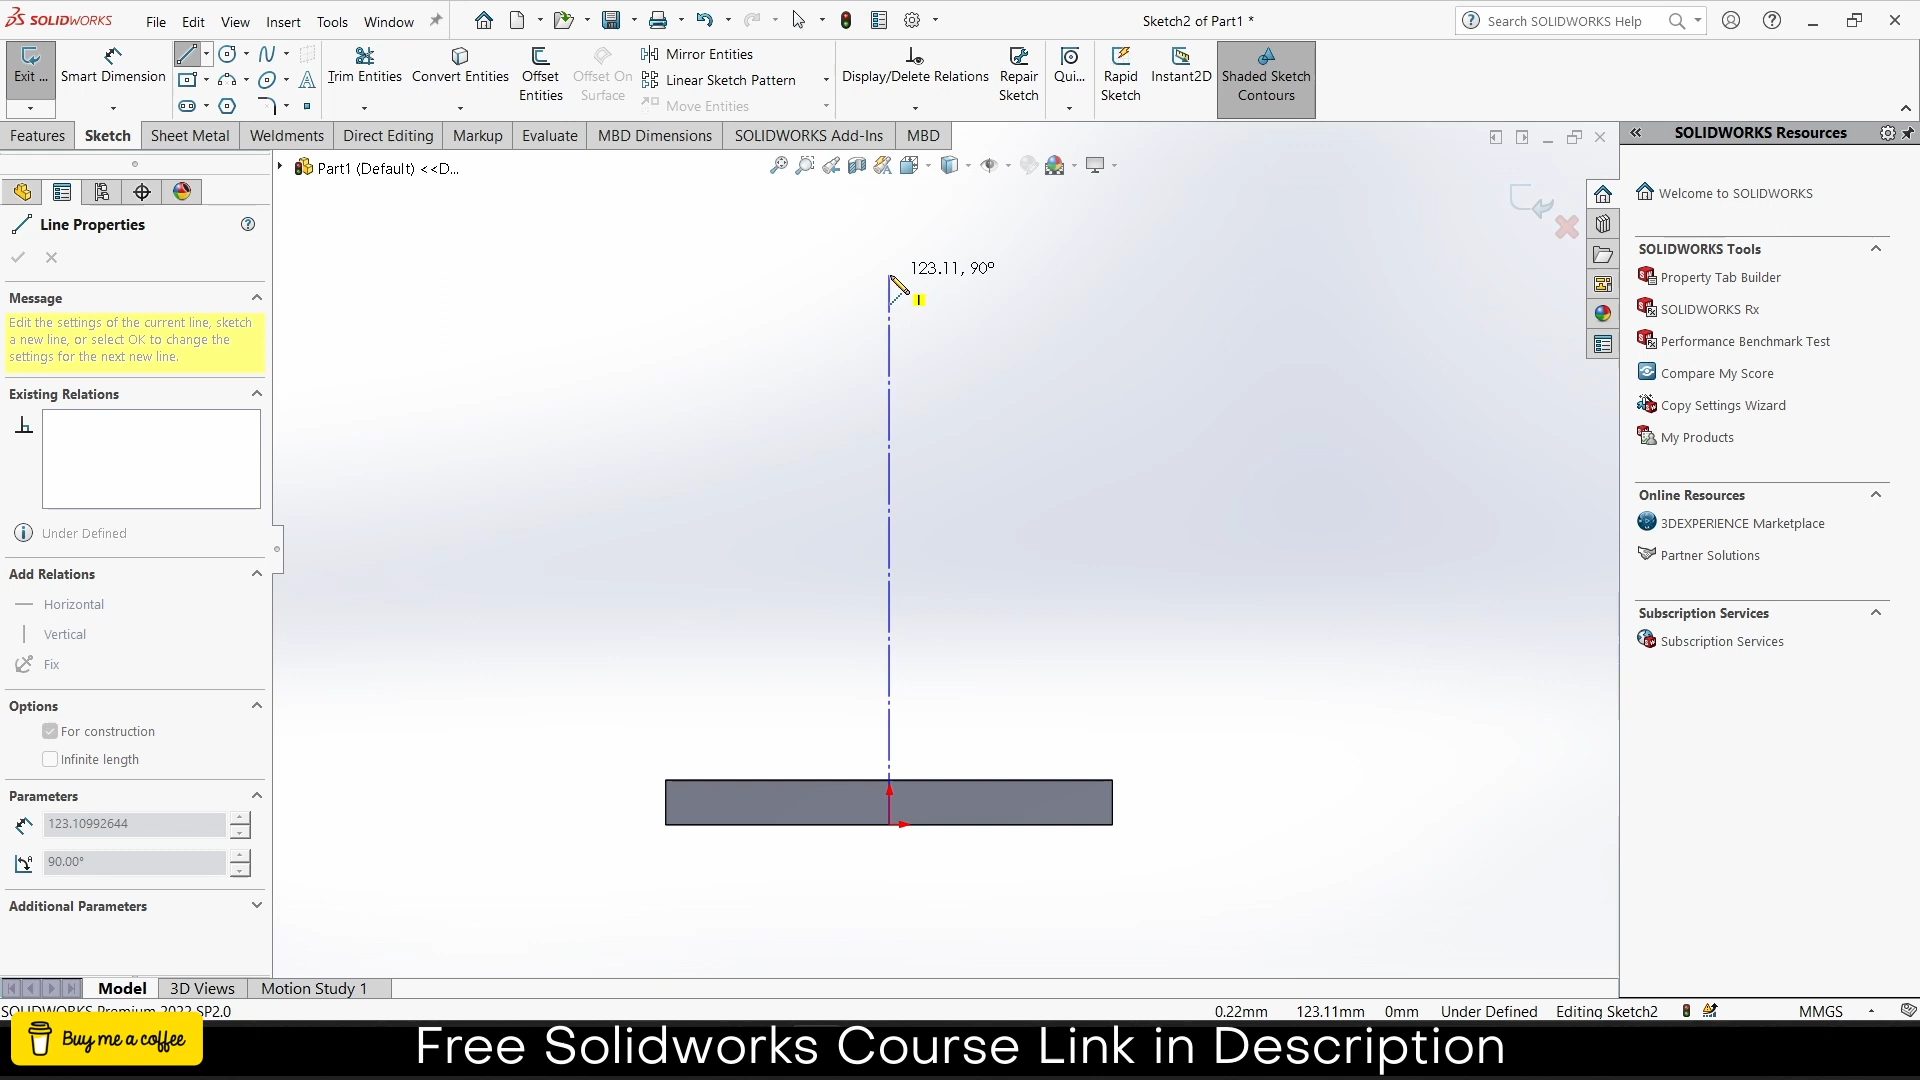 SOLIDWORKS
File Edit View Insert Tools Window
Sketch2 of Part1 *
Search SOLIDWORKS Help
Exit ...
Smart Dimension
Trim Entities
Convert Entities
Offset
Entities
Offset On
Surface
Mirror Entities
Linear Sketch Pattern
Move Entities
Display/Delete Relations
Repair
Sketch
Qui...
Rapid
Sketch
Instant2D
Shaded Sketch
Contours
Features Sketch Sheet Metal Weldments Direct Editing Markup Evaluate MBD Dimensions SOLIDWORKS Add-Ins MBD
Part1 (Default) <<D...
Line Properties
Message
Edit the settings of the current line, sketch
a new line, or select OK to change the
settings for the next new line.
Existing Relations
Under Defined
Add Relations
Horizontal
Vertical
Fix
Options
For construction
Infinite length
Parameters
123.10992644
90.00°
Additional Parameters
123.11, 90°
SOLIDWORKS Resources
Welcome to SOLIDWORKS
SOLIDWORKS Tools
Property Tab Builder
SOLIDWORKS Rx
Performance Benchmark Test
Compare My Score
Copy Settings Wizard
My Products
Online Resources
3DEXPERIENCE Marketplace
Partner Solutions
Subscription Services
Subscription Services
Model 3D Views Motion Study 1
SOLIDWORKS Premium 2022 SP2.0
0.22mm 123.11mm 0mm Under Defined Editing Sketch2 MMGS
Buy me a coffee
Free Solidworks Course Link in Description